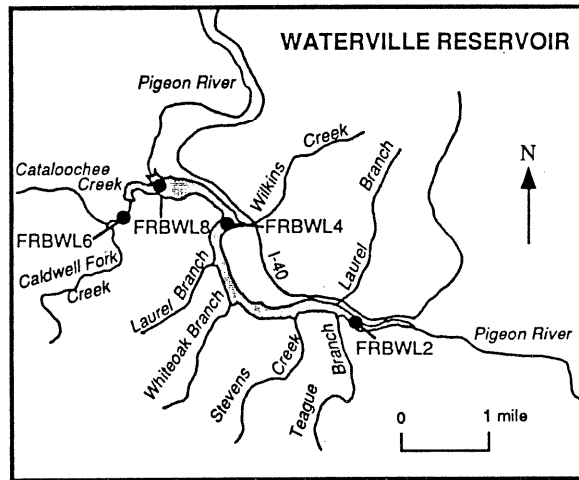 WATERVILLE RESERVOIR
Pigeon River
Cataloochee
Creek
Wilkins
Creek
Branch
Laurel
N
FRBWL6
FRBWL8
FRBWL4
I-40
Caldwell Fork
Creek
Laurel Branch
Whiteoak Branch
Stevens
Creek
Teague
Branch
FRBWL2
Pigeon River
0
1 mile